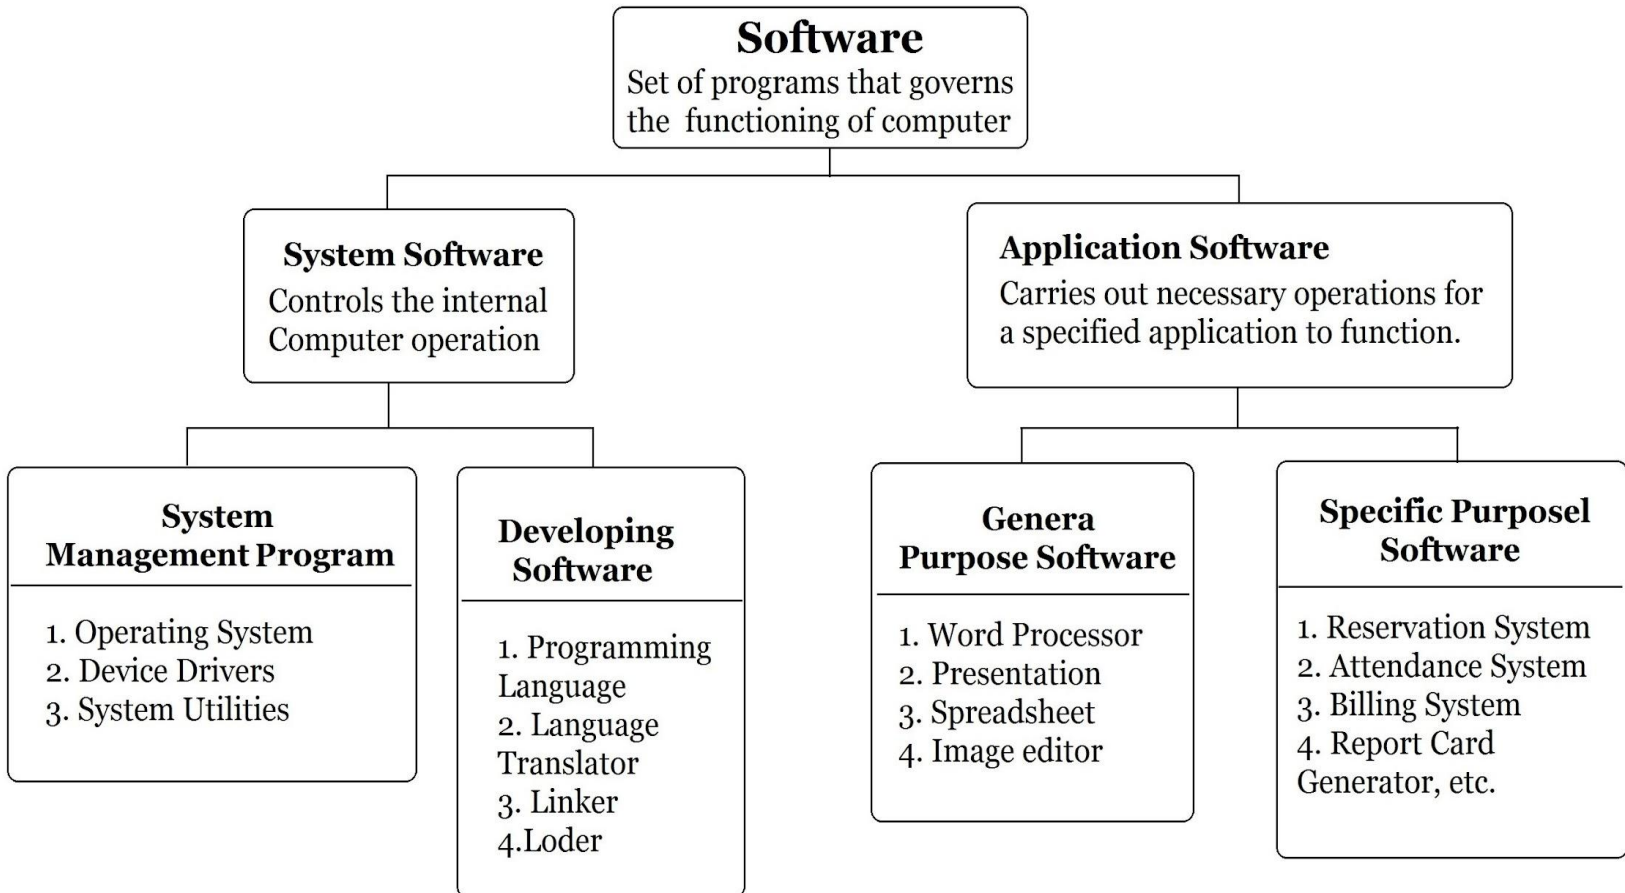 Software
Set of programs that governs
the functioning of computer
System Software
Controls the internal
Computer operation
Application Software
Carries out necessary operations for
a specified application to function.
System
Management Program
1. Operating System
2. Device Drivers
3. System Utilities
Developing
Software
1. Programming
Language
2. Language
Translator
3. Linker
4.Loder
Genera
Purpose Software
1. Word Processor
2. Presentation
3. Spreadsheet
4. Image editor
Specific Purposel
Software
1. Reservation System
2. Attendance System
3. Billing System
4. Report Card
Generator, etc.